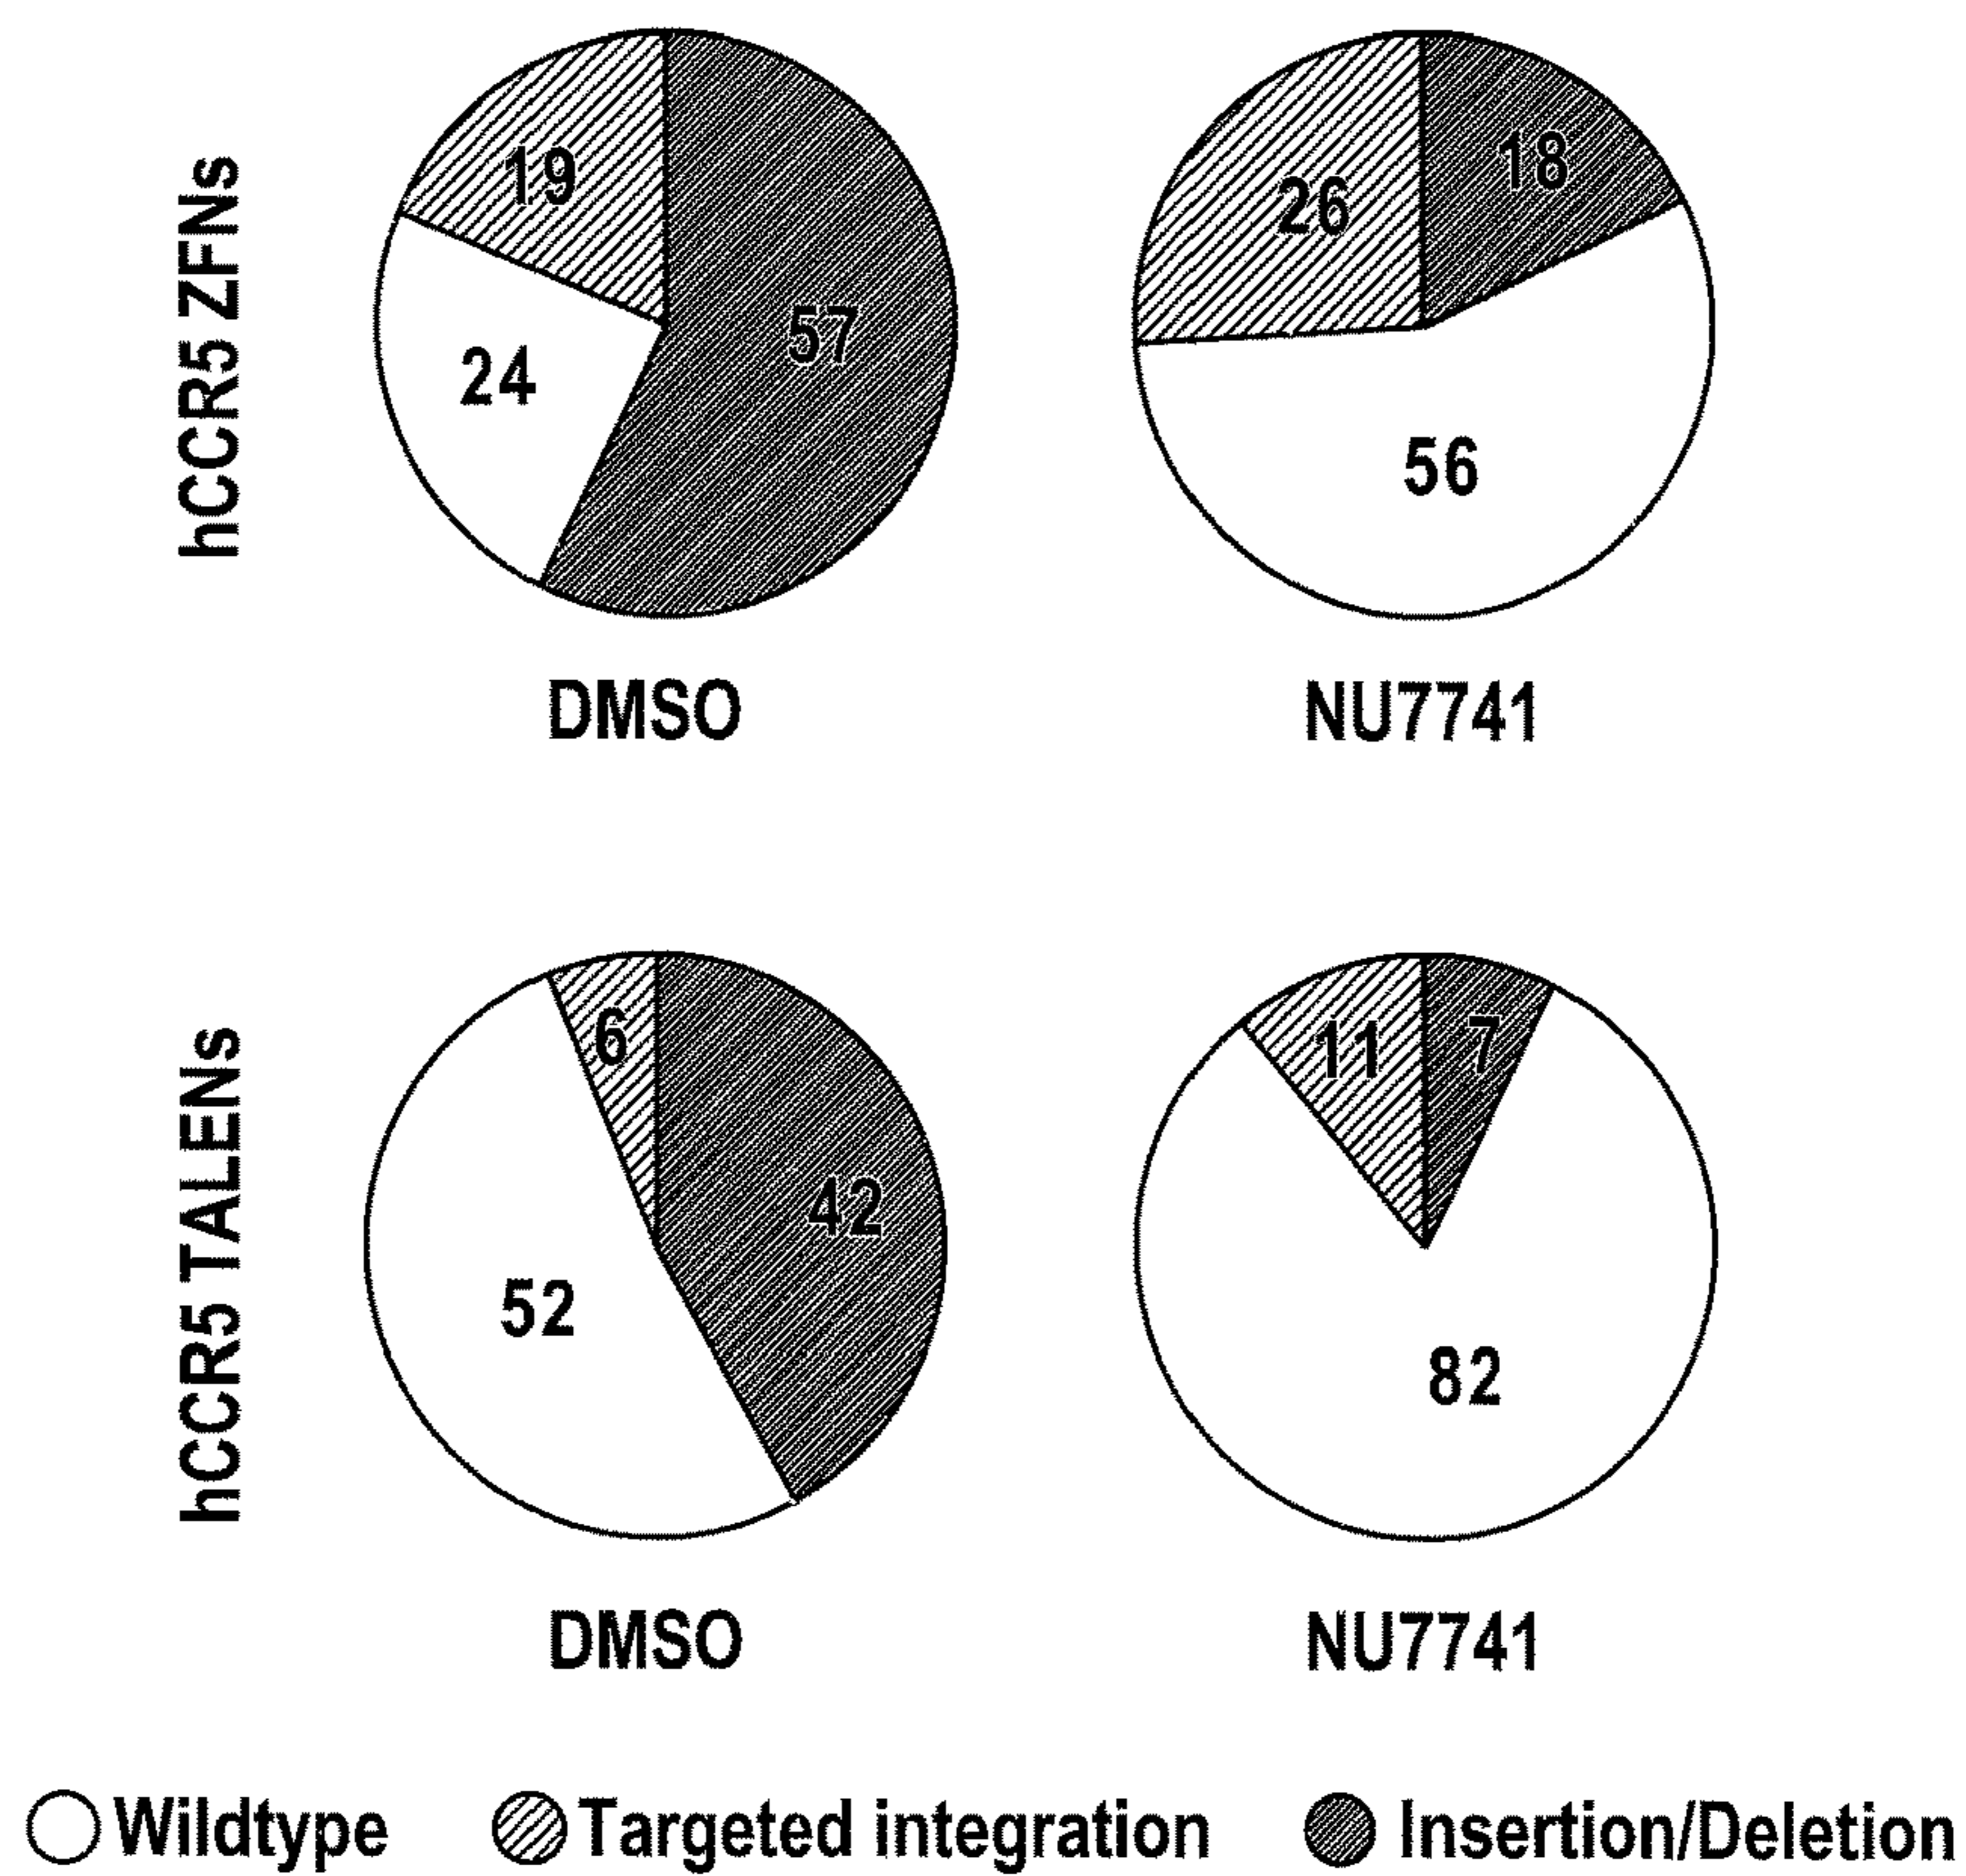 hCCR5 ZFNs
19
57
24
26
18
56
DMSO
NU7741
hCCR5 TALENs
6
42
52
11
7
82
DMSO
NU7741
Wildtype
Targeted integration
Insertion/Deletion